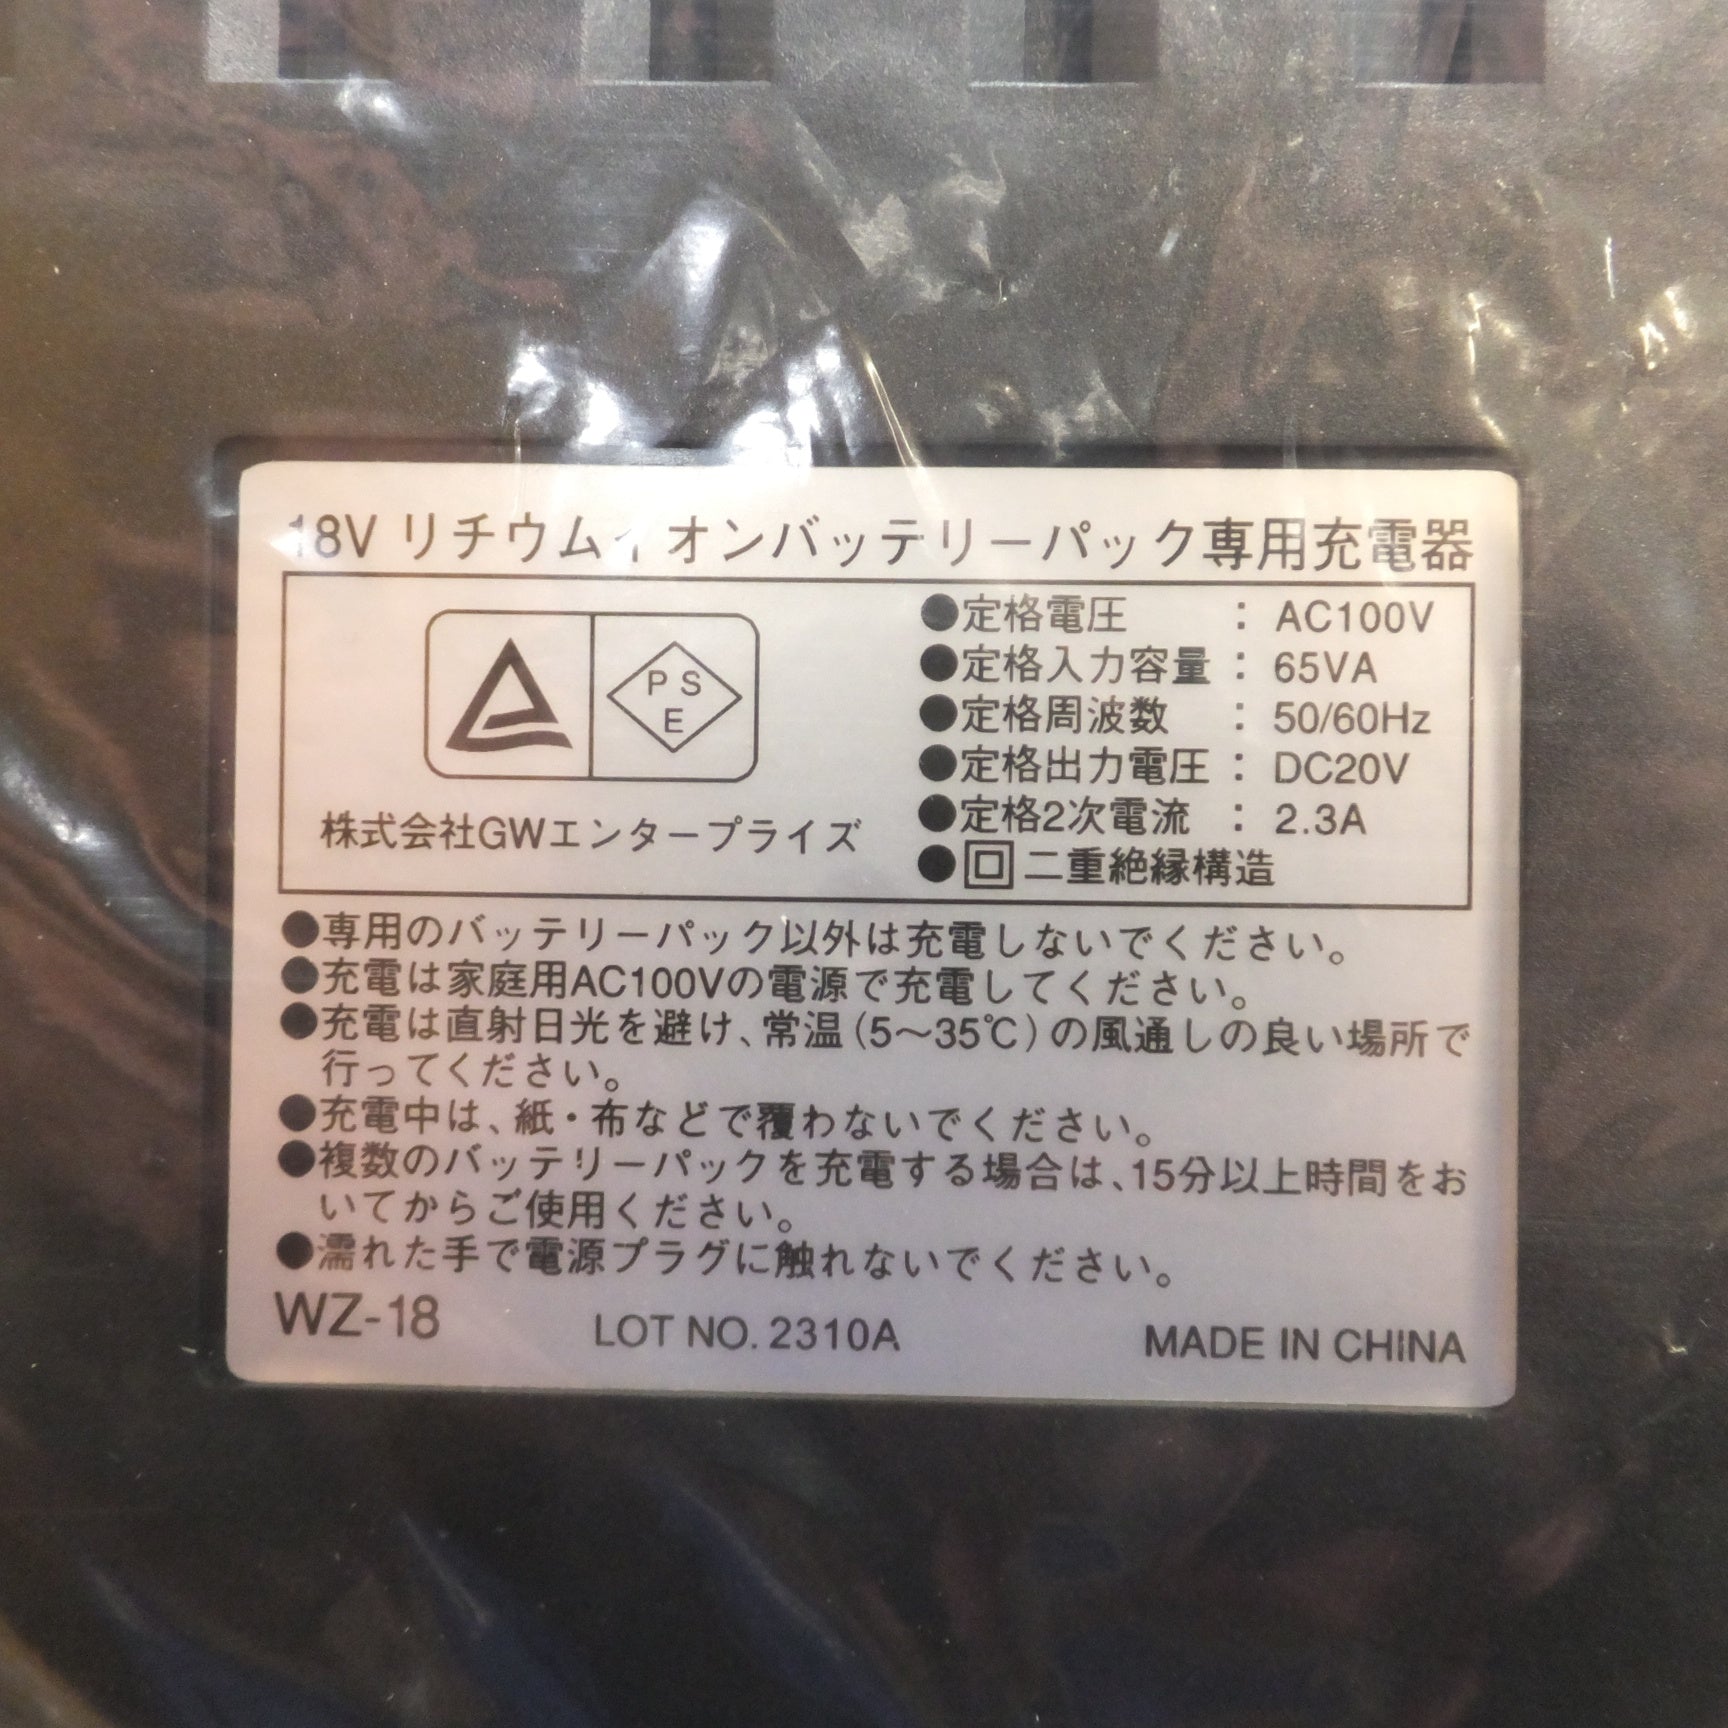 18V リチウムイオンバッテリーパック専用充電器
P S
E
株式会社GWエンタープライズ
●定格電圧 : AC100V
●定格入力容量 : 65VA
●定格周波数 : 50/60Hz
●定格出力電圧 : DC20V
●定格2次電流 : 2.3A
●回 二重絶縁構造
●専用のバッテリーパック以外は充電しないでください。
●充電は家庭用AC100Vの電源で充電してください。
●充電は直射日光を避け、常温(5～35℃)の風通しの良い場所で
行ってください。
●充電中は、紙・布などで覆わないでください。
●複数のバッテリーパックを充電する場合は、15分以上時間をお
いてからご使用ください。
●濡れた手で電源プラグに触れないでください。
WZ-18 LOT NO. 2310A MADE IN CHINA